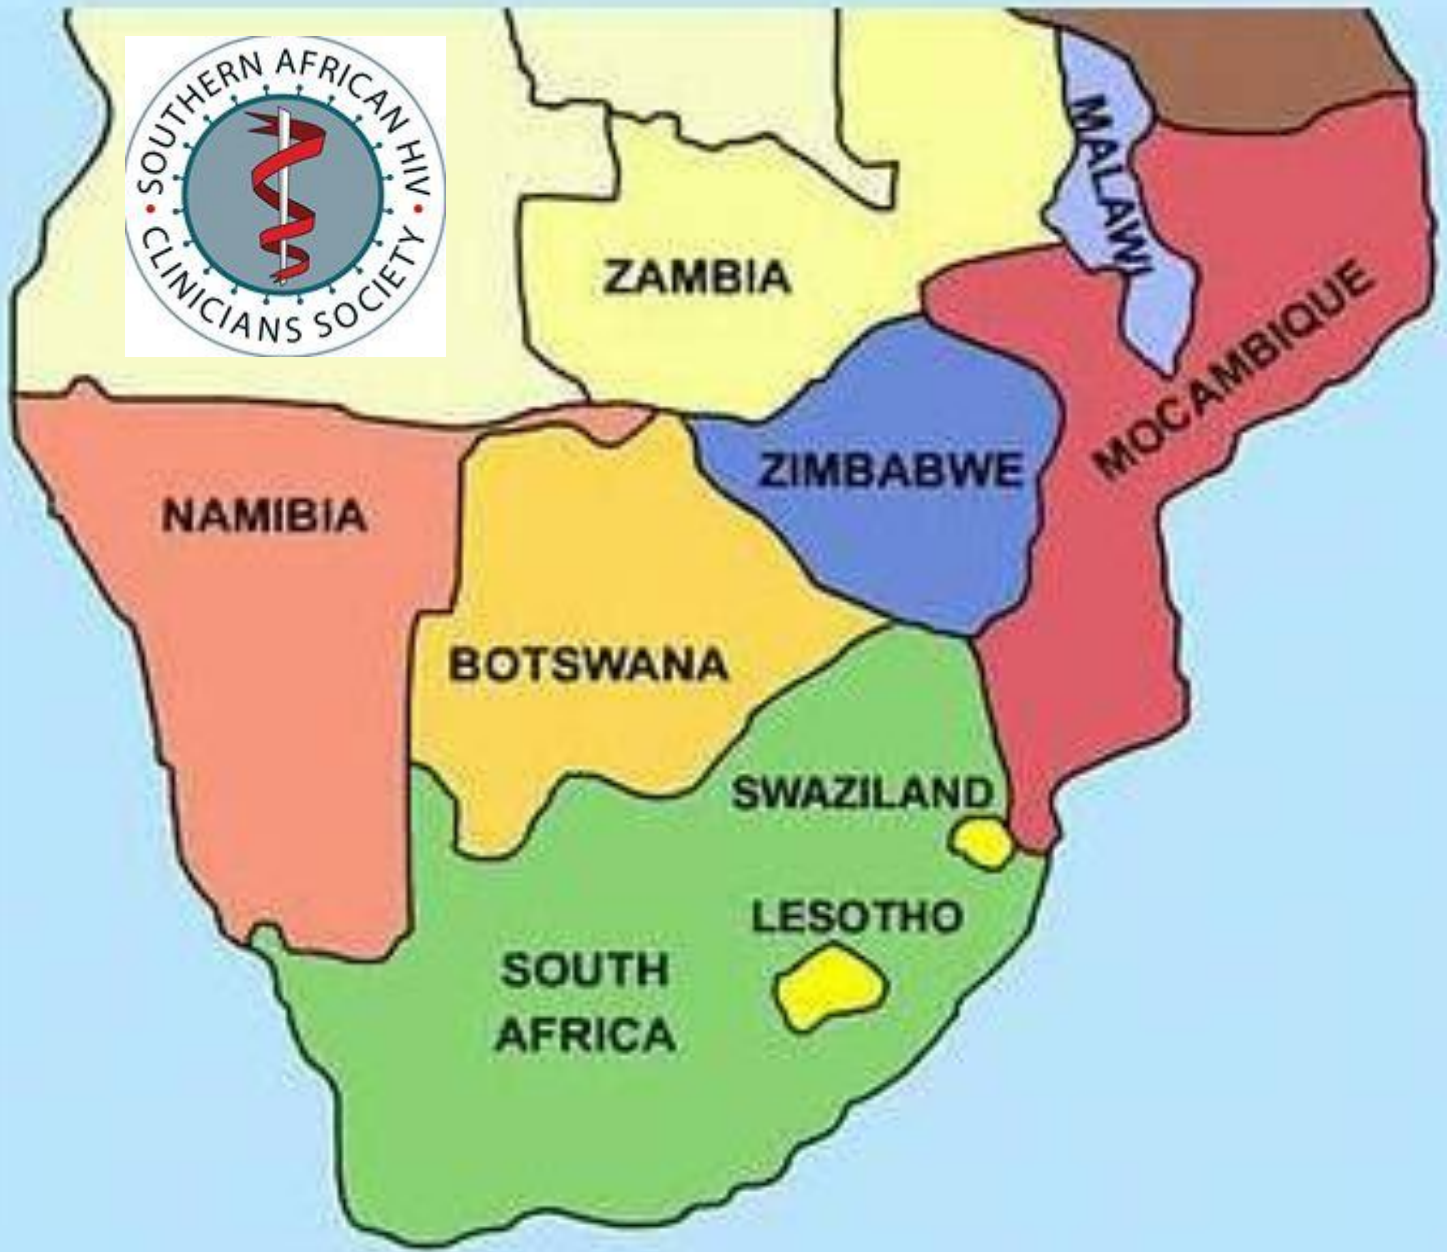 SOUTHERN AFRICAN HIV
CLINICIANS SOCIETY
MALAWI
ZAMBIA
MOCAMBIQUE
ZIMBABWE
NAMIBIA
BOTSWANA
SWAZILAND
LESOTHO
SOUTH
AFRICA